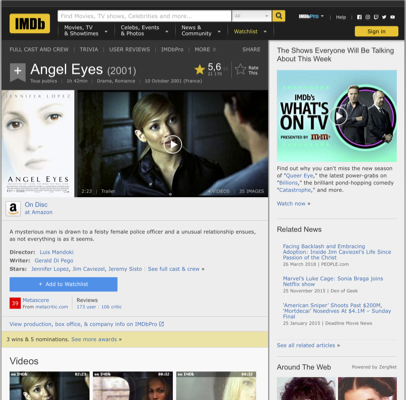 IMDb
Find Movies, TV shows, Celebrities and more...
All
Movies, TV
& Showtimes
Celebs, Events
& Photos
News &
Community
Watchlist
IMDbPro
Help
Sign in
FULL CAST AND CREW | TRIVIA | USER REVIEWS | IMDbPro | MORE
SHARE
+
Angel Eyes (2001)
5,6
Rate
This
Tous publics | 1h 42min | Drama, Romance | 10 October 2001 (France)
JENNIFER LOPEZ
ANGEL EYES
2:23 | Trailer
4 VIDEOS | 35 IMAGES
On Disc
at Amazon
A mysterious man is drawn to a feisty female police officer and an unusual relationship ensues,
as not everything is as it seems.
Director: Luis Mandoki
Writer: Gerald Di Pego
Stars: Jennifer Lopez, Jim Caviezel, Jeremy Sisto | See full cast & crew »
+ Add to Watchlist
39
Metascore
From metacritic.com
Reviews
173 user | 106 critic
View production, box office, & company info on IMDbPro
3 wins & 5 nominations. See more awards »
Videos
The Shows Everyone Will Be Talking
About This Week
IMDb's
WHAT'S
ON TV
PRESENTED BY M&M's
Find out why you can't miss the new season
of "Queer Eye," the latest power-grabs on
"Billions," the brilliant pond-hopping comedy
"Catastrophe," and more.
Watch now »
Related News
Facing Backlash and Embracing
Adoption: Inside Jim Caviezel's Life Since
Passion of the Christ
26 March 2018 | PEOPLE.com
Marvel's Luke Cage: Sonia Braga Joins
Netflix show
25 November 2015 | Den of Geek
'American Sniper' Shoots Past $200M,
'Mortdecai' Nosedives At $4.1M – Sunday
Final
25 January 2015 | Deadline Movie News
See all related articles »
Around The Web
Powered by ZergNet